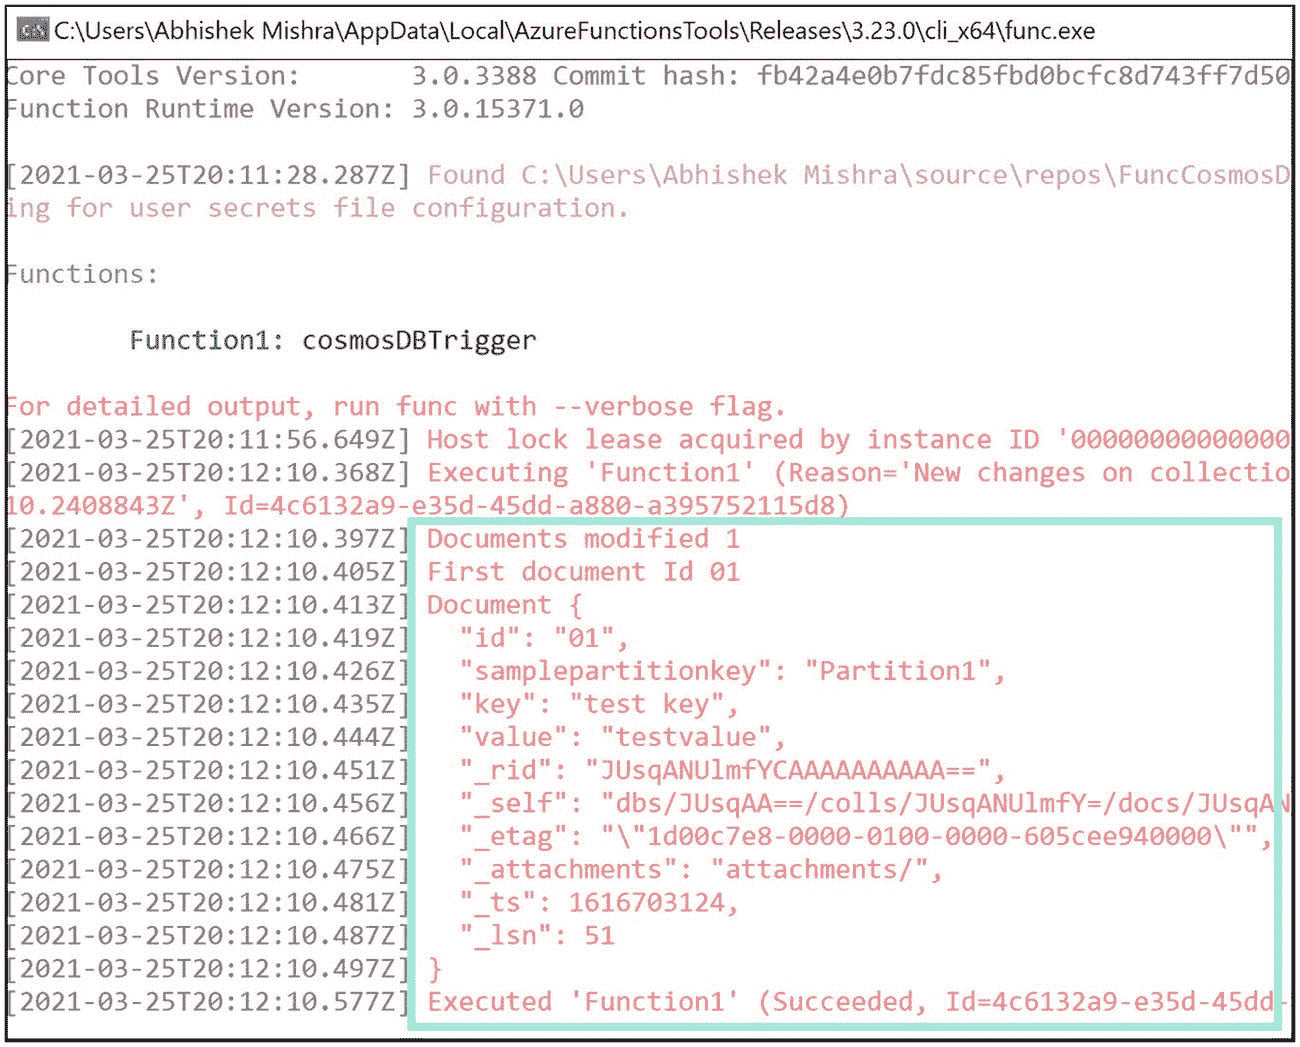 C:\Users\Abhishek Mishra\AppData\Local\AzureFunctionsTools\Releases\3.23.0\cli_x64\func.exe
Core Tools Version:       3.0.3388 Commit hash: fb42a4e0b7fdc85fbd0bcfc8d743ff7d50
Function Runtime Version: 3.0.15371.0
[2021-03-25T20:11:28.287Z] Found C:\Users\Abhishek Mishra\source\repos\FuncCosmosD
ing for user secrets file configuration.
Functions:
Function1: cosmosDBTrigger
For detailed output, run func with --verbose flag.
[2021-03-25T20:11:56.649Z] Host lock lease acquired by instance ID '00000000000000
[2021-03-25T20:12:10.368Z] Executing 'Function1' (Reason='New changes on collectio
10.2408843Z', Id=4c6132a9-e35d-45dd-a880-a395752115d8)
[2021-03-25T20:12:10.397Z] Documents modified 1
[2021-03-25T20:12:10.405Z] First document Id 01
[2021-03-25T20:12:10.413Z] Document {
[2021-03-25T20:12:10.419Z]   "id": "01",
[2021-03-25T20:12:10.426Z]   "samplepartitionkey": "Partition1",
[2021-03-25T20:12:10.435Z]   "key": "test key",
[2021-03-25T20:12:10.444Z]   "value": "testvalue",
[2021-03-25T20:12:10.451Z]   "_rid": "JUsqANUlmfYCAAAAAAAAAA==",
[2021-03-25T20:12:10.456Z]   "_self": "dbs/JUsqAA==/colls/JUsqANUlmfY=/docs/JUsqAN
[2021-03-25T20:12:10.466Z]   "_etag": "\"1d00c7e8-0000-0100-0000-605cee940000\"",
[2021-03-25T20:12:10.475Z]   "_attachments": "attachments/",
[2021-03-25T20:12:10.481Z]   "_ts": 1616703124,
[2021-03-25T20:12:10.487Z]   "_lsn": 51
[2021-03-25T20:12:10.497Z] }
[2021-03-25T20:12:10.577Z] Executed 'Function1' (Succeeded, Id=4c6132a9-e35d-45dd-